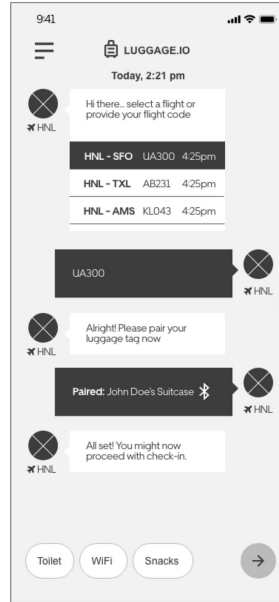 9:41
LUGGAGE.IO
Today, 2:21 pm
Hi there... select a flight or
provide your flight code
HNL
HNL - SFO UA300 4:25pm
HNL - TXL AB231 4:25pm
HNL - AMS KL043 4:25pm
UA300
HNL
Alright! Please pair your
luggage tag now
HNL
Paired: John Doe's Suitcase
HNL
All set! You might now
proceed with check-in.
HNL
Toilet WiFi Snacks